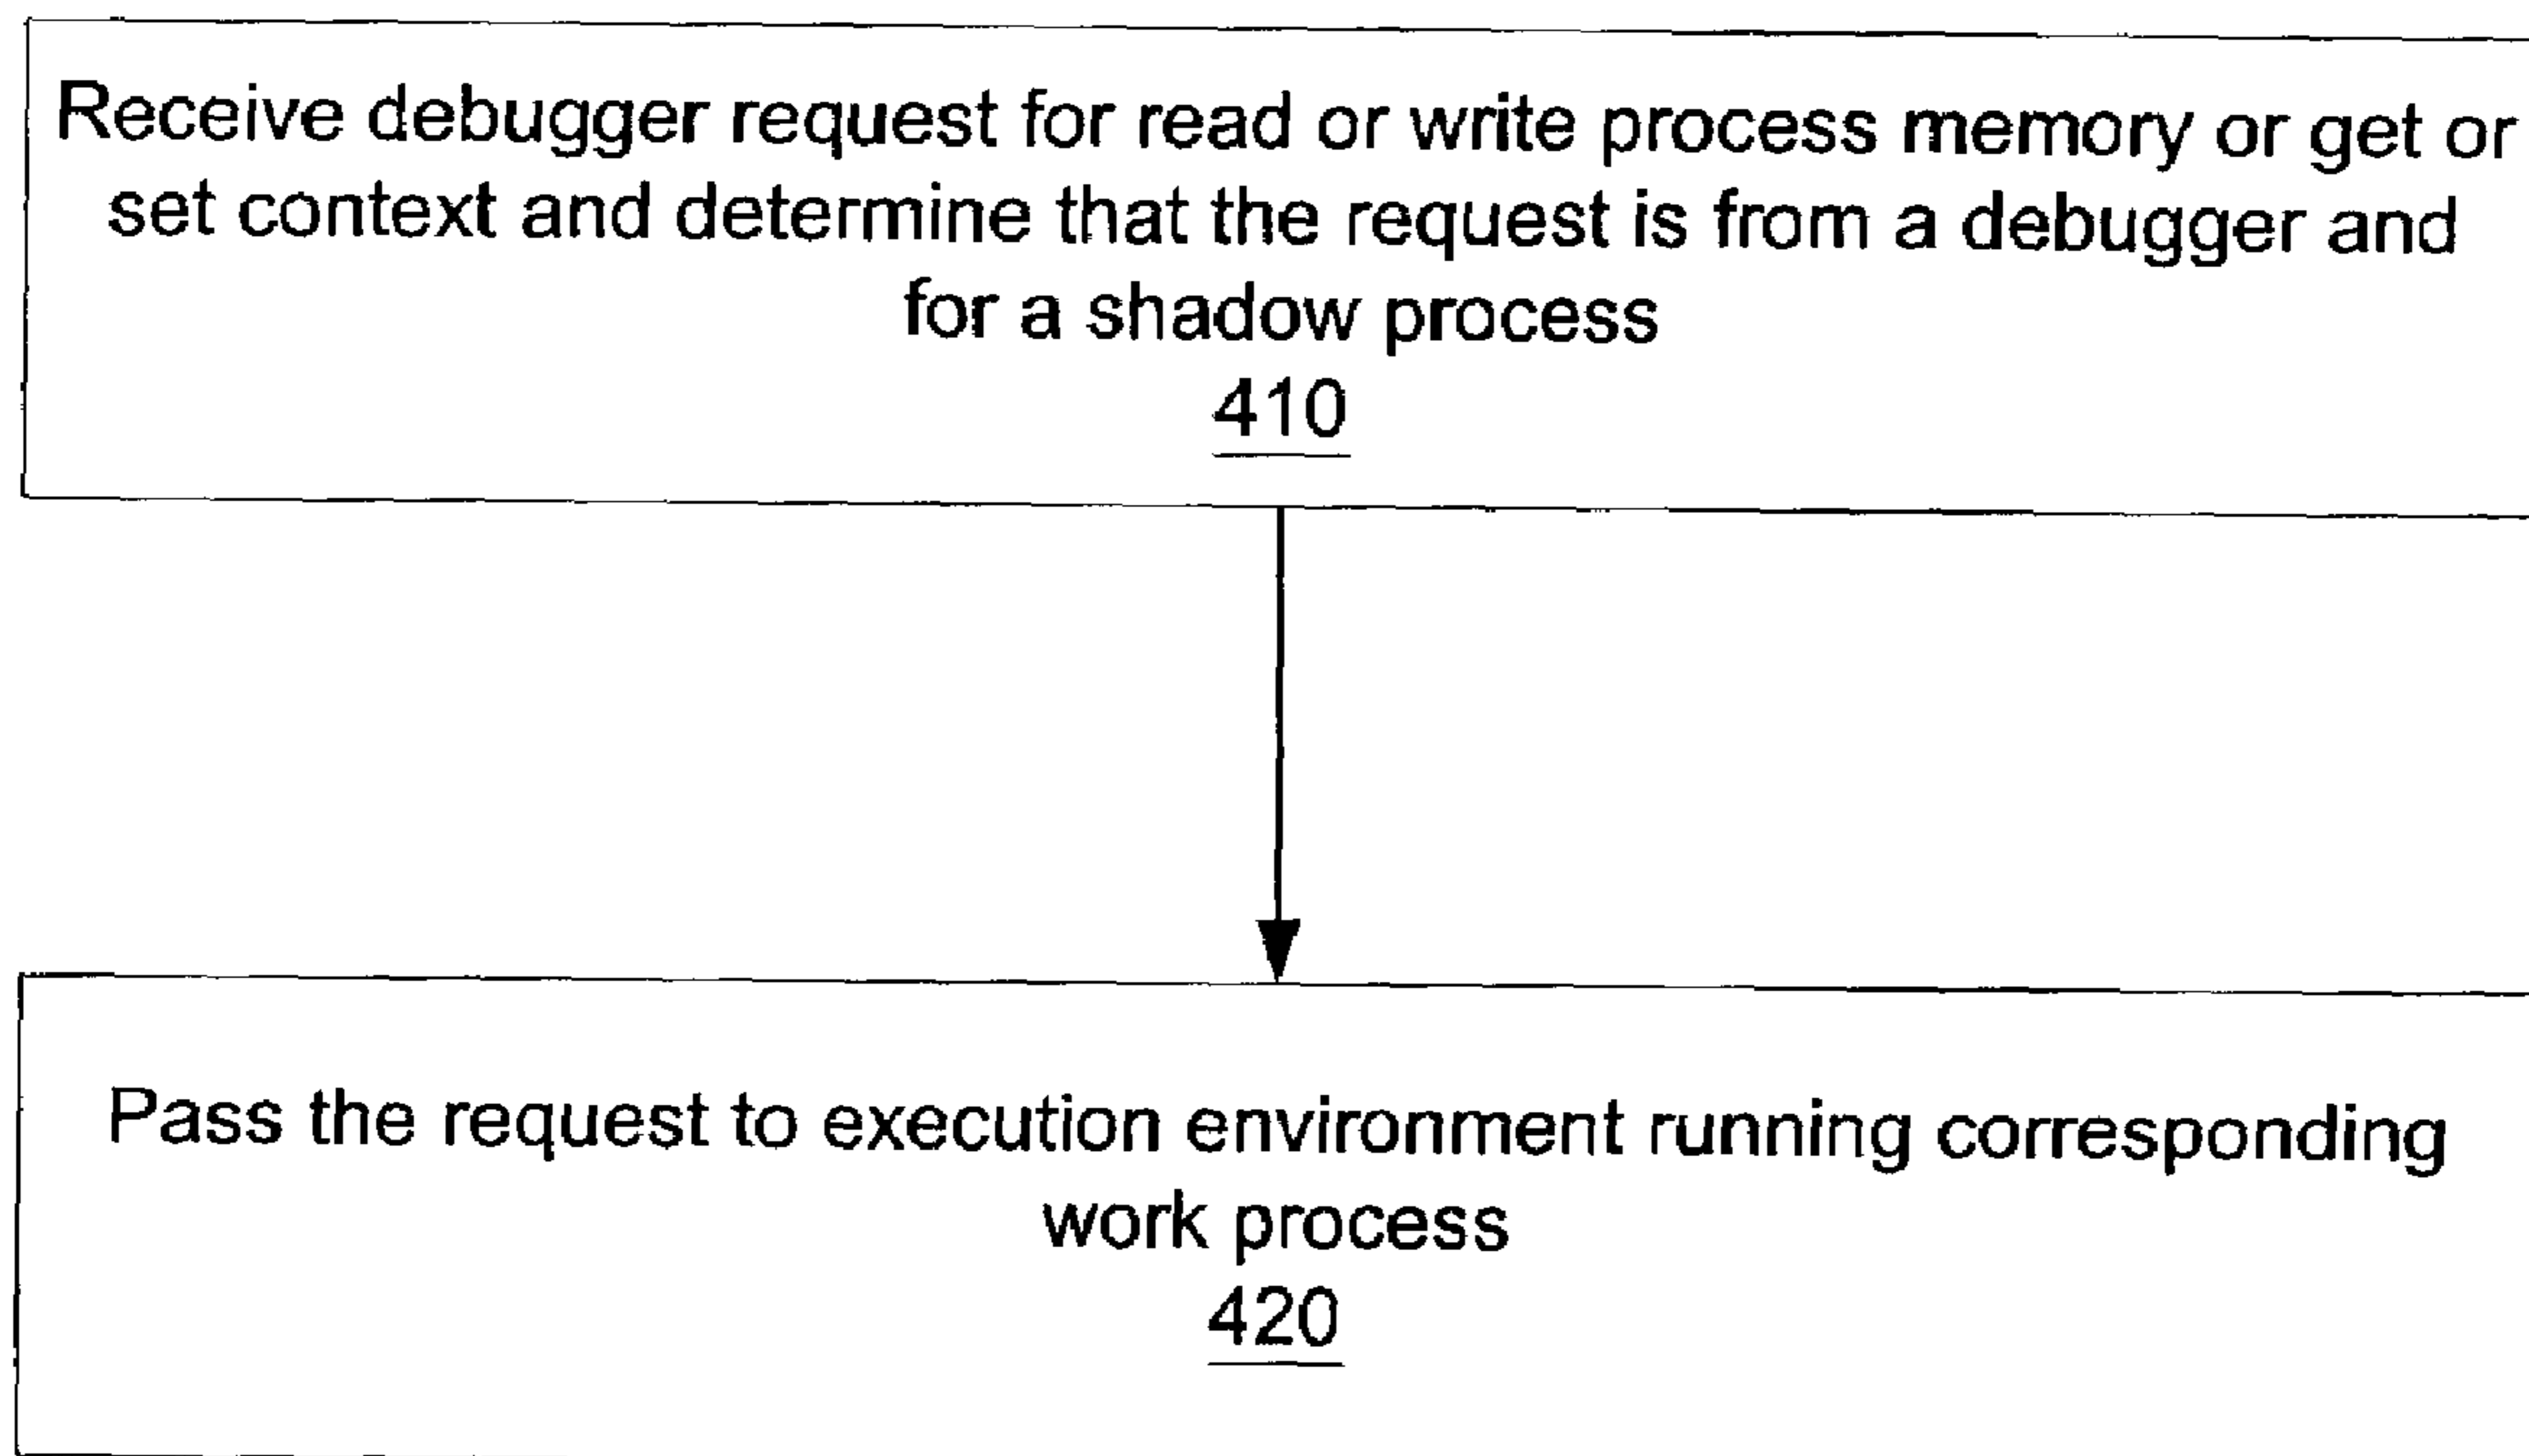 Receive debugger request for read or write process memory or get or
set context and determine that the request is from a debugger and
for a shadow process
410
Pass the request to execution environment running corresponding
work process
420